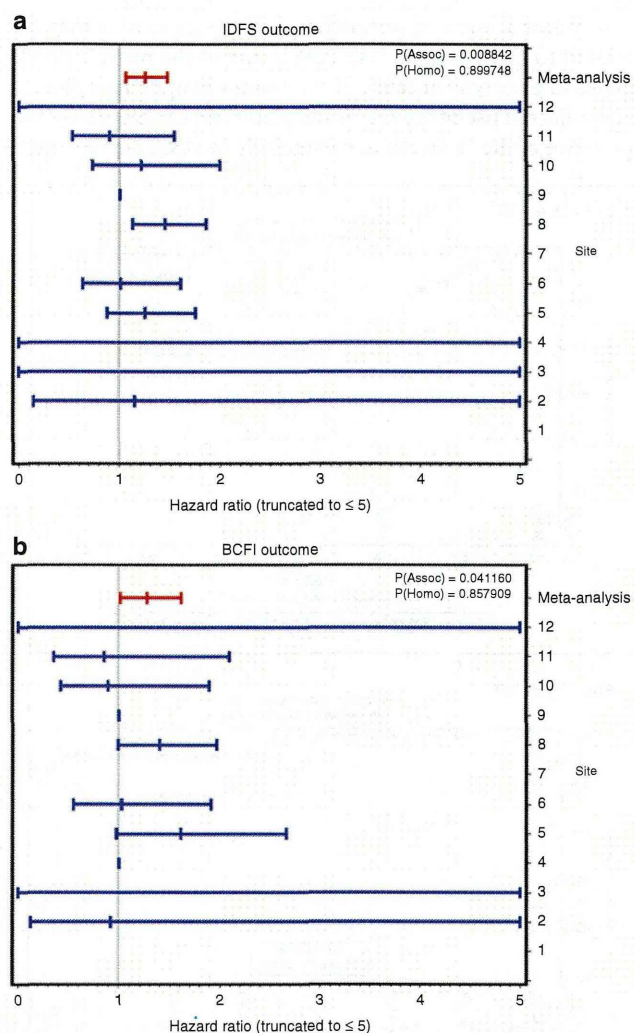 a
IDFS outcome
P(Assoc) = 0.008842
P(Homo) = 0.899748
Meta-analysis
12
11
10
9
8
7
Site
6
5
4
3
2
1
0 1 2 3 4 5
Hazard ratio (truncated to ≤ 5)
b
BCFI outcome
P(Assoc) = 0.041160
P(Homo) = 0.857909
Meta-analysis
12
11
10
9
8
7
Site
6
5
4
3
2
1
0 1 2 3 4 5
Hazard ratio (truncated to ≤ 5)